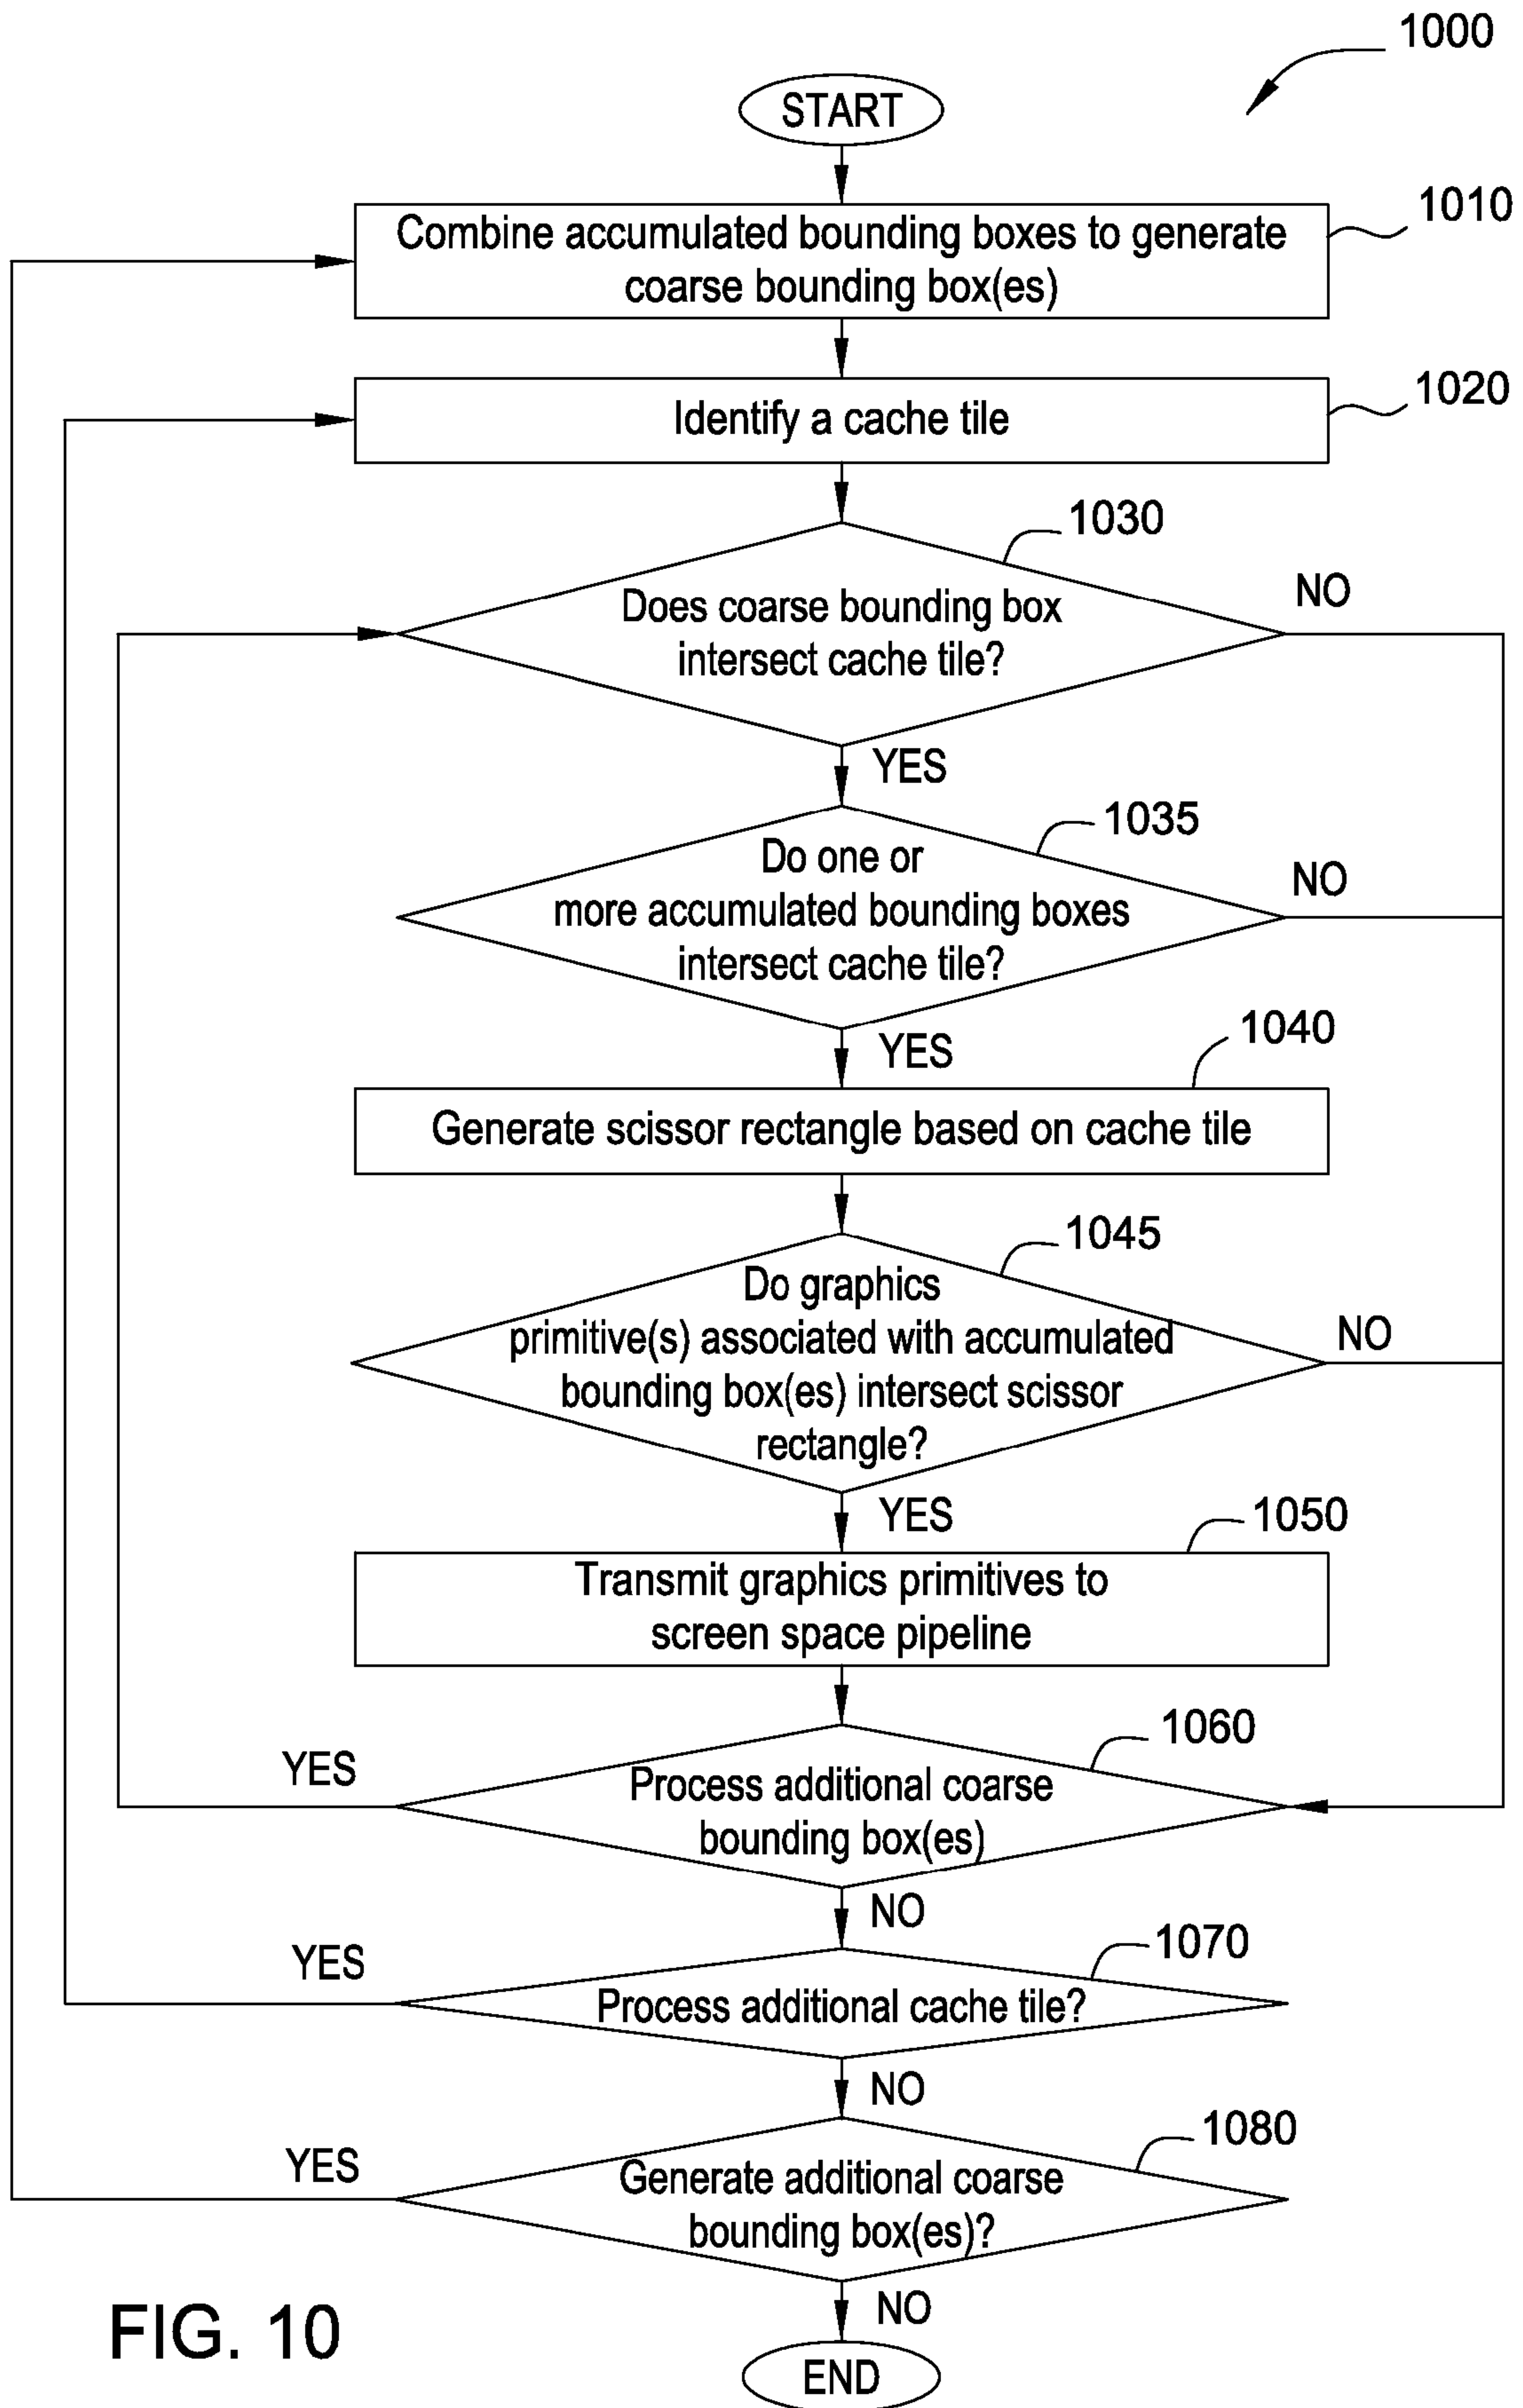 1000
START
1010
Combine accumulated bounding boxes to generate
coarse bounding box(es)
1020
Identify a cache tile
1030
NO
Does coarse bounding box
intersect cache tile?
YES
1035
Do one or
more accumulated bounding boxes
intersect cache tile?
NO
YES
1040
Generate scissor rectangle based on cache tile
1045
Do graphics
primitive(s) associated with accumulated
bounding box(es) intersect scissor
rectangle?
NO
YES
1050
Transmit graphics primitives to
screen space pipeline
1060
YES
Process additional coarse
bounding box(es)
NO
1070
YES
Process additional cache tile?
NO
1080
YES
Generate additional coarse
bounding box(es)?
NO
FIG. 10
END